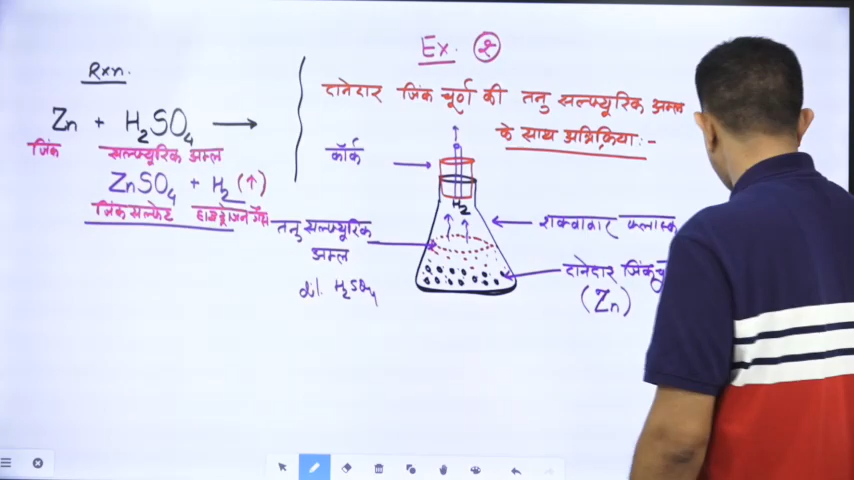 Ex. २
Rxn.
दानेदार जिंक चूर्ण की तनु सल्फ्यूरिक अम्ल
के साथ अभिक्रिया:-
Zn + H₂SO₄ ⟶
जिंक सल्फ्यूरिक अम्ल
ZnSO₄ + H₂ (↑)
जिंक सल्फेट हाइड्रोजन गैस
कॉर्क
H₂
तनु सल्फ्यूरिक
अम्ल
dil. H₂SO₄
शंक्वाकार फ्लास्क
दानेदार जिंक
(Zn)